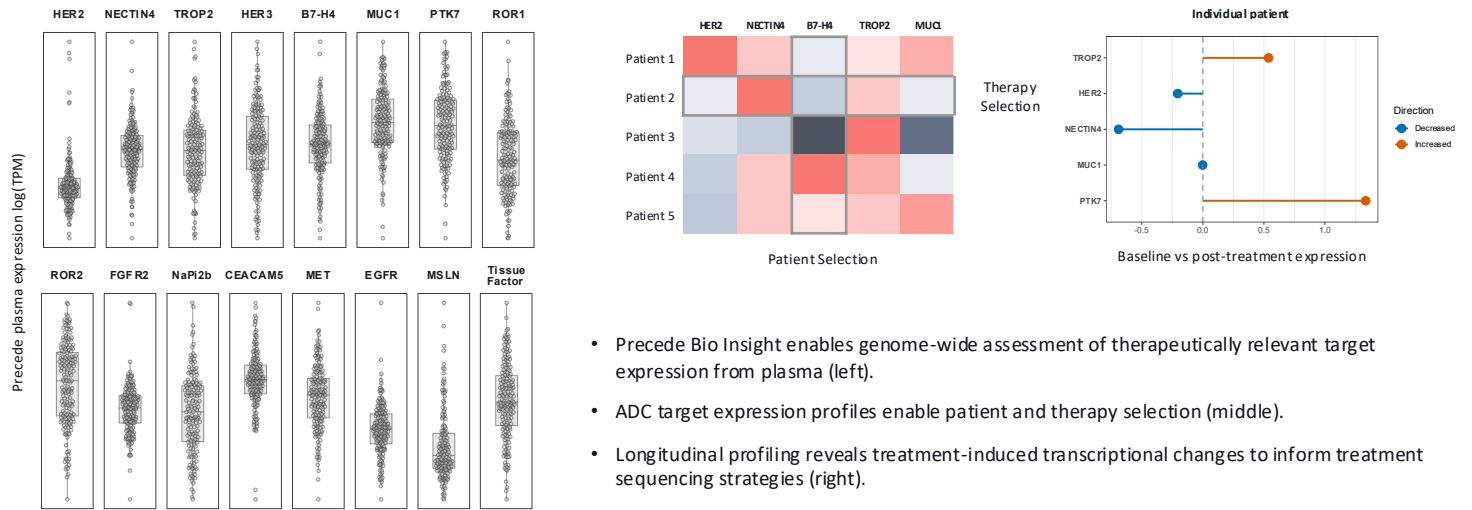 HER2 NECTIN4 TROP2 HER3 B7-H4 MUC1 PTK7 ROR1
Precede plasma expression log(TPM)
ROR2 FGFR2 NaPi2b CEACAM5 MET EGFR MSLN Tissue
Factor
HER2 NECTIN4 B7-H4 TROP2 MUC1
Patient 1
Patient 2
Patient 3
Patient 4
Patient 5
Patient Selection
Therapy
Selection
Individual patient
TROP2
HER2
NECTIN4
MUC1
PTK7
-0.5 0.0 0.5 1.0
Baseline vs post-treatment expression
Direction
Decreased
Increased
• Precede Bio Insight enables genome-wide assessment of therapeutically relevant target
expression from plasma (left).
• ADC target expression profiles enable patient and therapy selection (middle).
• Longitudinal profiling reveals treatment-induced transcriptional changes to inform treatment
sequencing strategies (right).